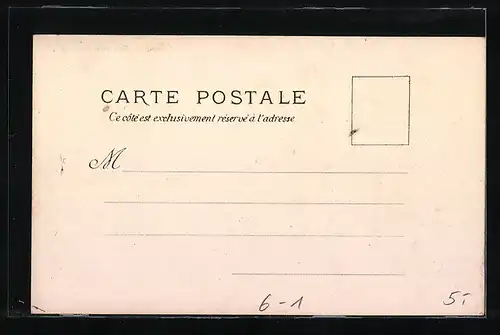 CARTE POSTALE
Ce côté est exclusivement réservé à l'adresse
M
6-1
5.-